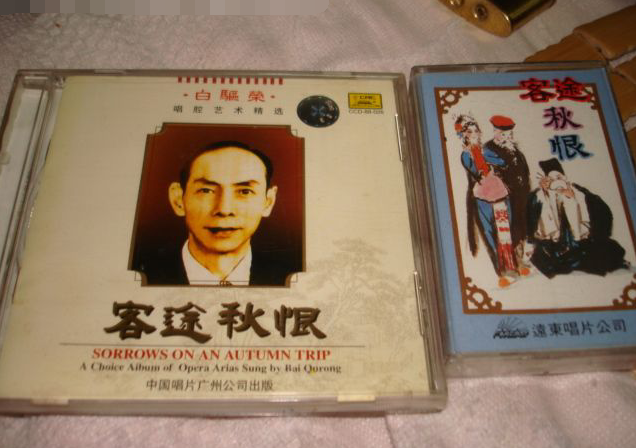 ·白驅榮·
唱腔艺术精选
客途秋恨
SORROWS ON AN AUTUMN TRIP
A Choice Album of Opera Arias Sung by Bai Qurong
中国唱片广州公司出版
客途
秋
恨
遠東唱片公司